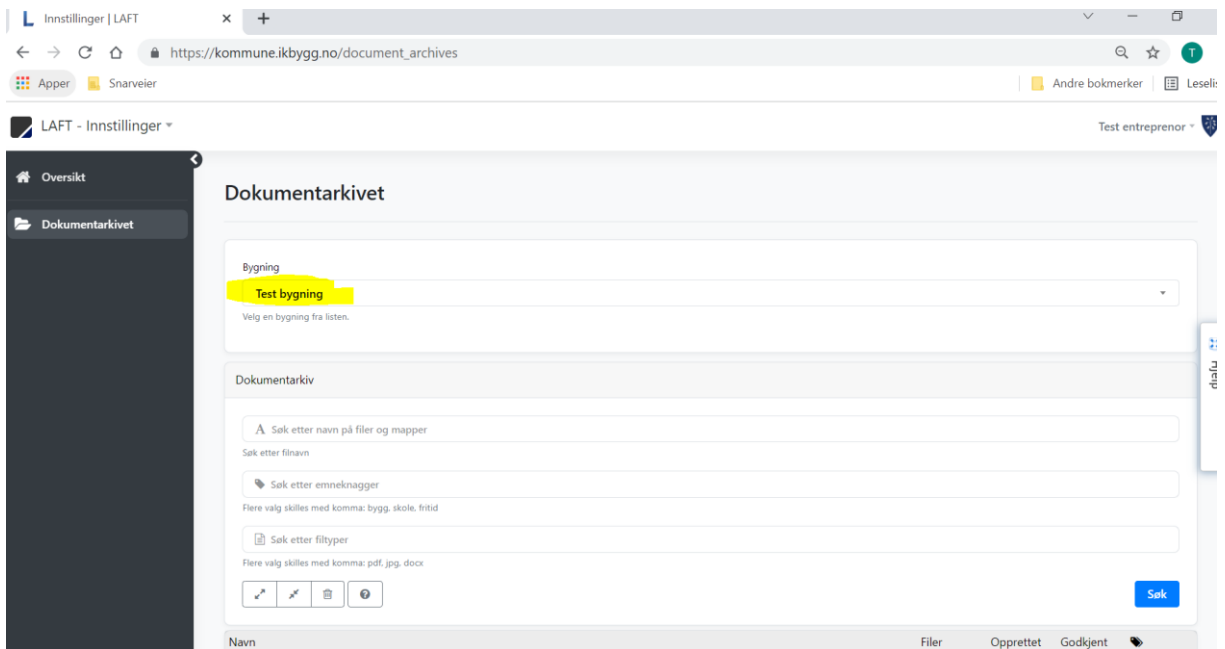 L Innstillinger | LAFT
https://kommune.ikbygg.no/document_archives
T
Apper Snarveier Andre bokmerker Leselis
LAFT - Innstillinger Test entreprenor
Oversikt
Dokumentarkivet
Dokumentarkivet
Bygning
Test bygning
Velg en bygning fra listen.
Hjelp
Dokumentarkiv
A Søk etter navn på filer og mapper
Søk etter filnavn
Søk etter emneknagger
Flere valg skilles med komma: bygg, skole, fritid
Søk etter filtyper
Flere valg skilles med komma: pdf, jpg, docx
Søk
Navn Filer Opprettet Godkjent